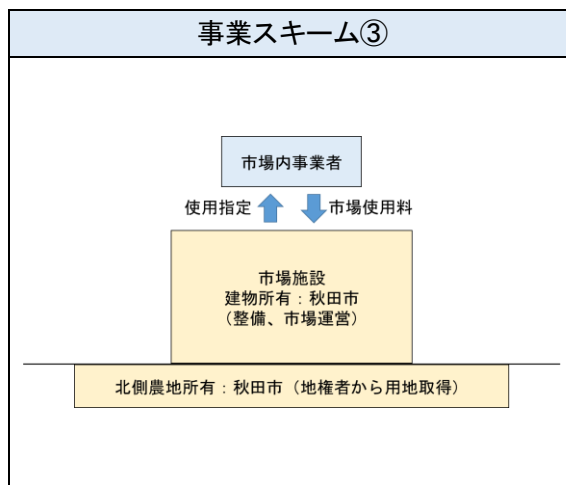 事業スキーム③
市場内事業者
使用指定
市場使用料
市場施設
建物所有：秋田市
（整備、市場運営）
北側農地所有：秋田市（地権者から用地取得）